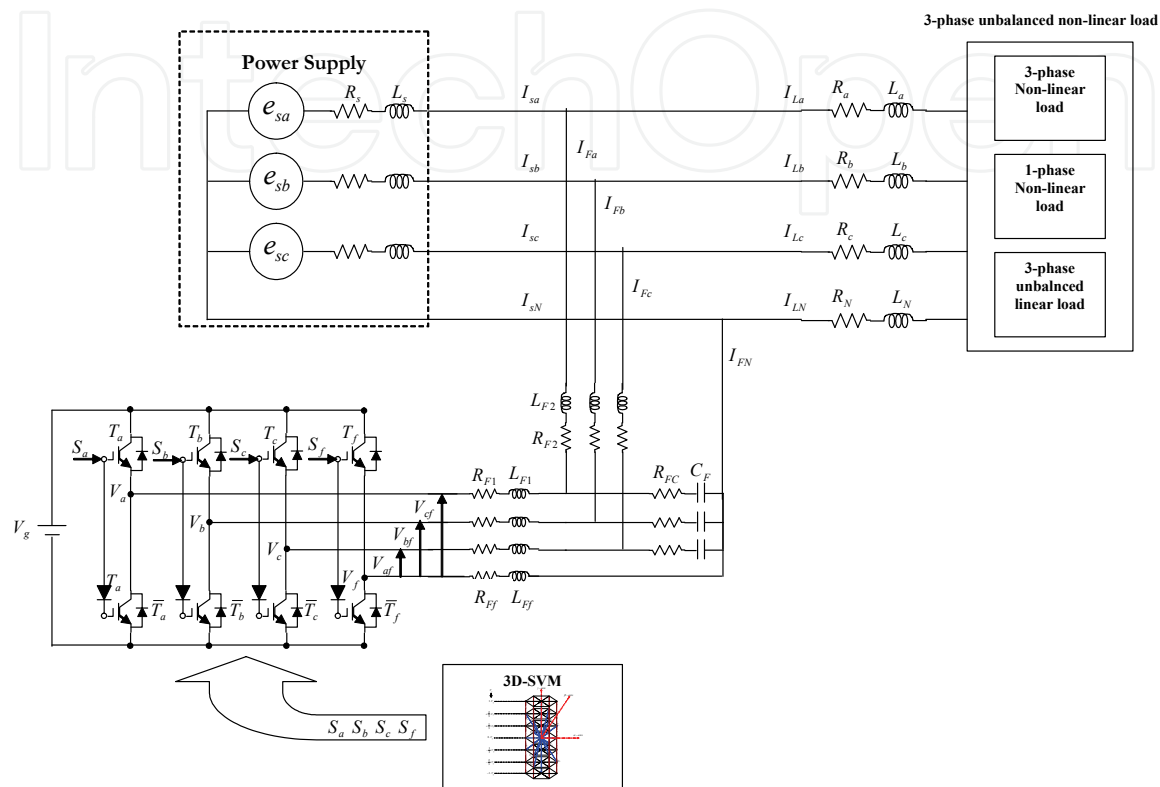 IntechOpen
3-phase unbalanced non-linear load
Power Supply
e_sa
R_s
L_s
I_sa
I_La
R_a
L_a
3-phase
Non-linear
load
I_Fa
e_sb
I_sb
I_Lb
R_b
L_b
1-phase
Non-linear
load
I_Fb
e_sc
I_sc
I_Lc
R_c
L_c
3-phase
unbalnced
linear load
I_Fc
I_sN
I_LN
R_N
L_N
I_FN
L_F2
R_F2
S_a
T_a
S_b
T_b
S_c
T_c
S_f
T_f
R_F1
L_F1
R_FC
C_F
V_a
V_cf
V_g
V_b
V_bf
V_c
V_af
V_f
T_a
T̅_a
T̅_b
T̅_c
T̅_f
R_Ff
L_Ff
3D-SVM
S_a S_b S_c S_f